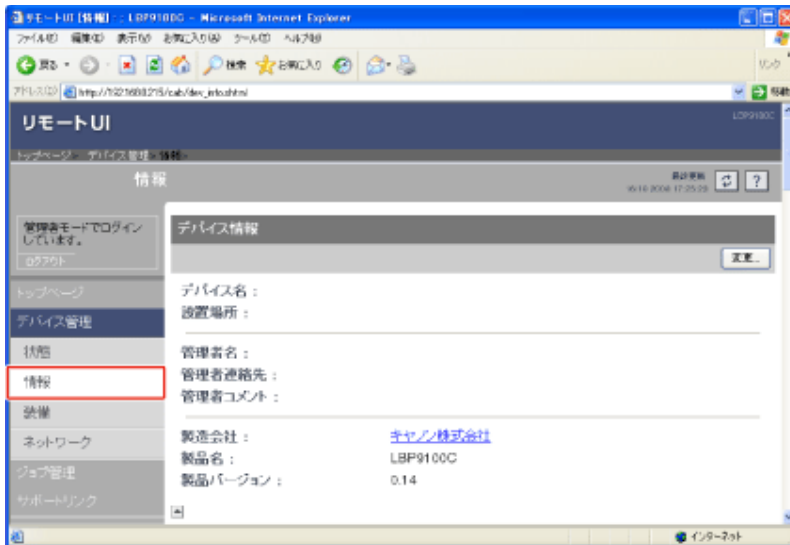 リモートUI [情報] : : LBP9100C - Microsoft Internet Explorer
ファイル(F) 編集(E) 表示(V) お気に入り(A) ツール(T) ヘルプ(H)
戻る 検索 お気に入り
リンク
アドレス(D) 移動
リモートUI
LBP9100C
トップページ> デバイス管理> 情報>
情報
最終更新
16/10 2008 17:25:29
?
管理者モードでログイン
しています。
ログアウト
トップページ
デバイス管理
状態
情報
装備
ネットワーク
ジョブ管理
サポートリンク
デバイス情報
変更...
デバイス名 :
設置場所 :
管理者名 :
管理者連絡先 :
管理者コメント :
製造会社 : キヤノン株式会社
製品名 : LBP9100C
製品バージョン : 0.14
インターネット